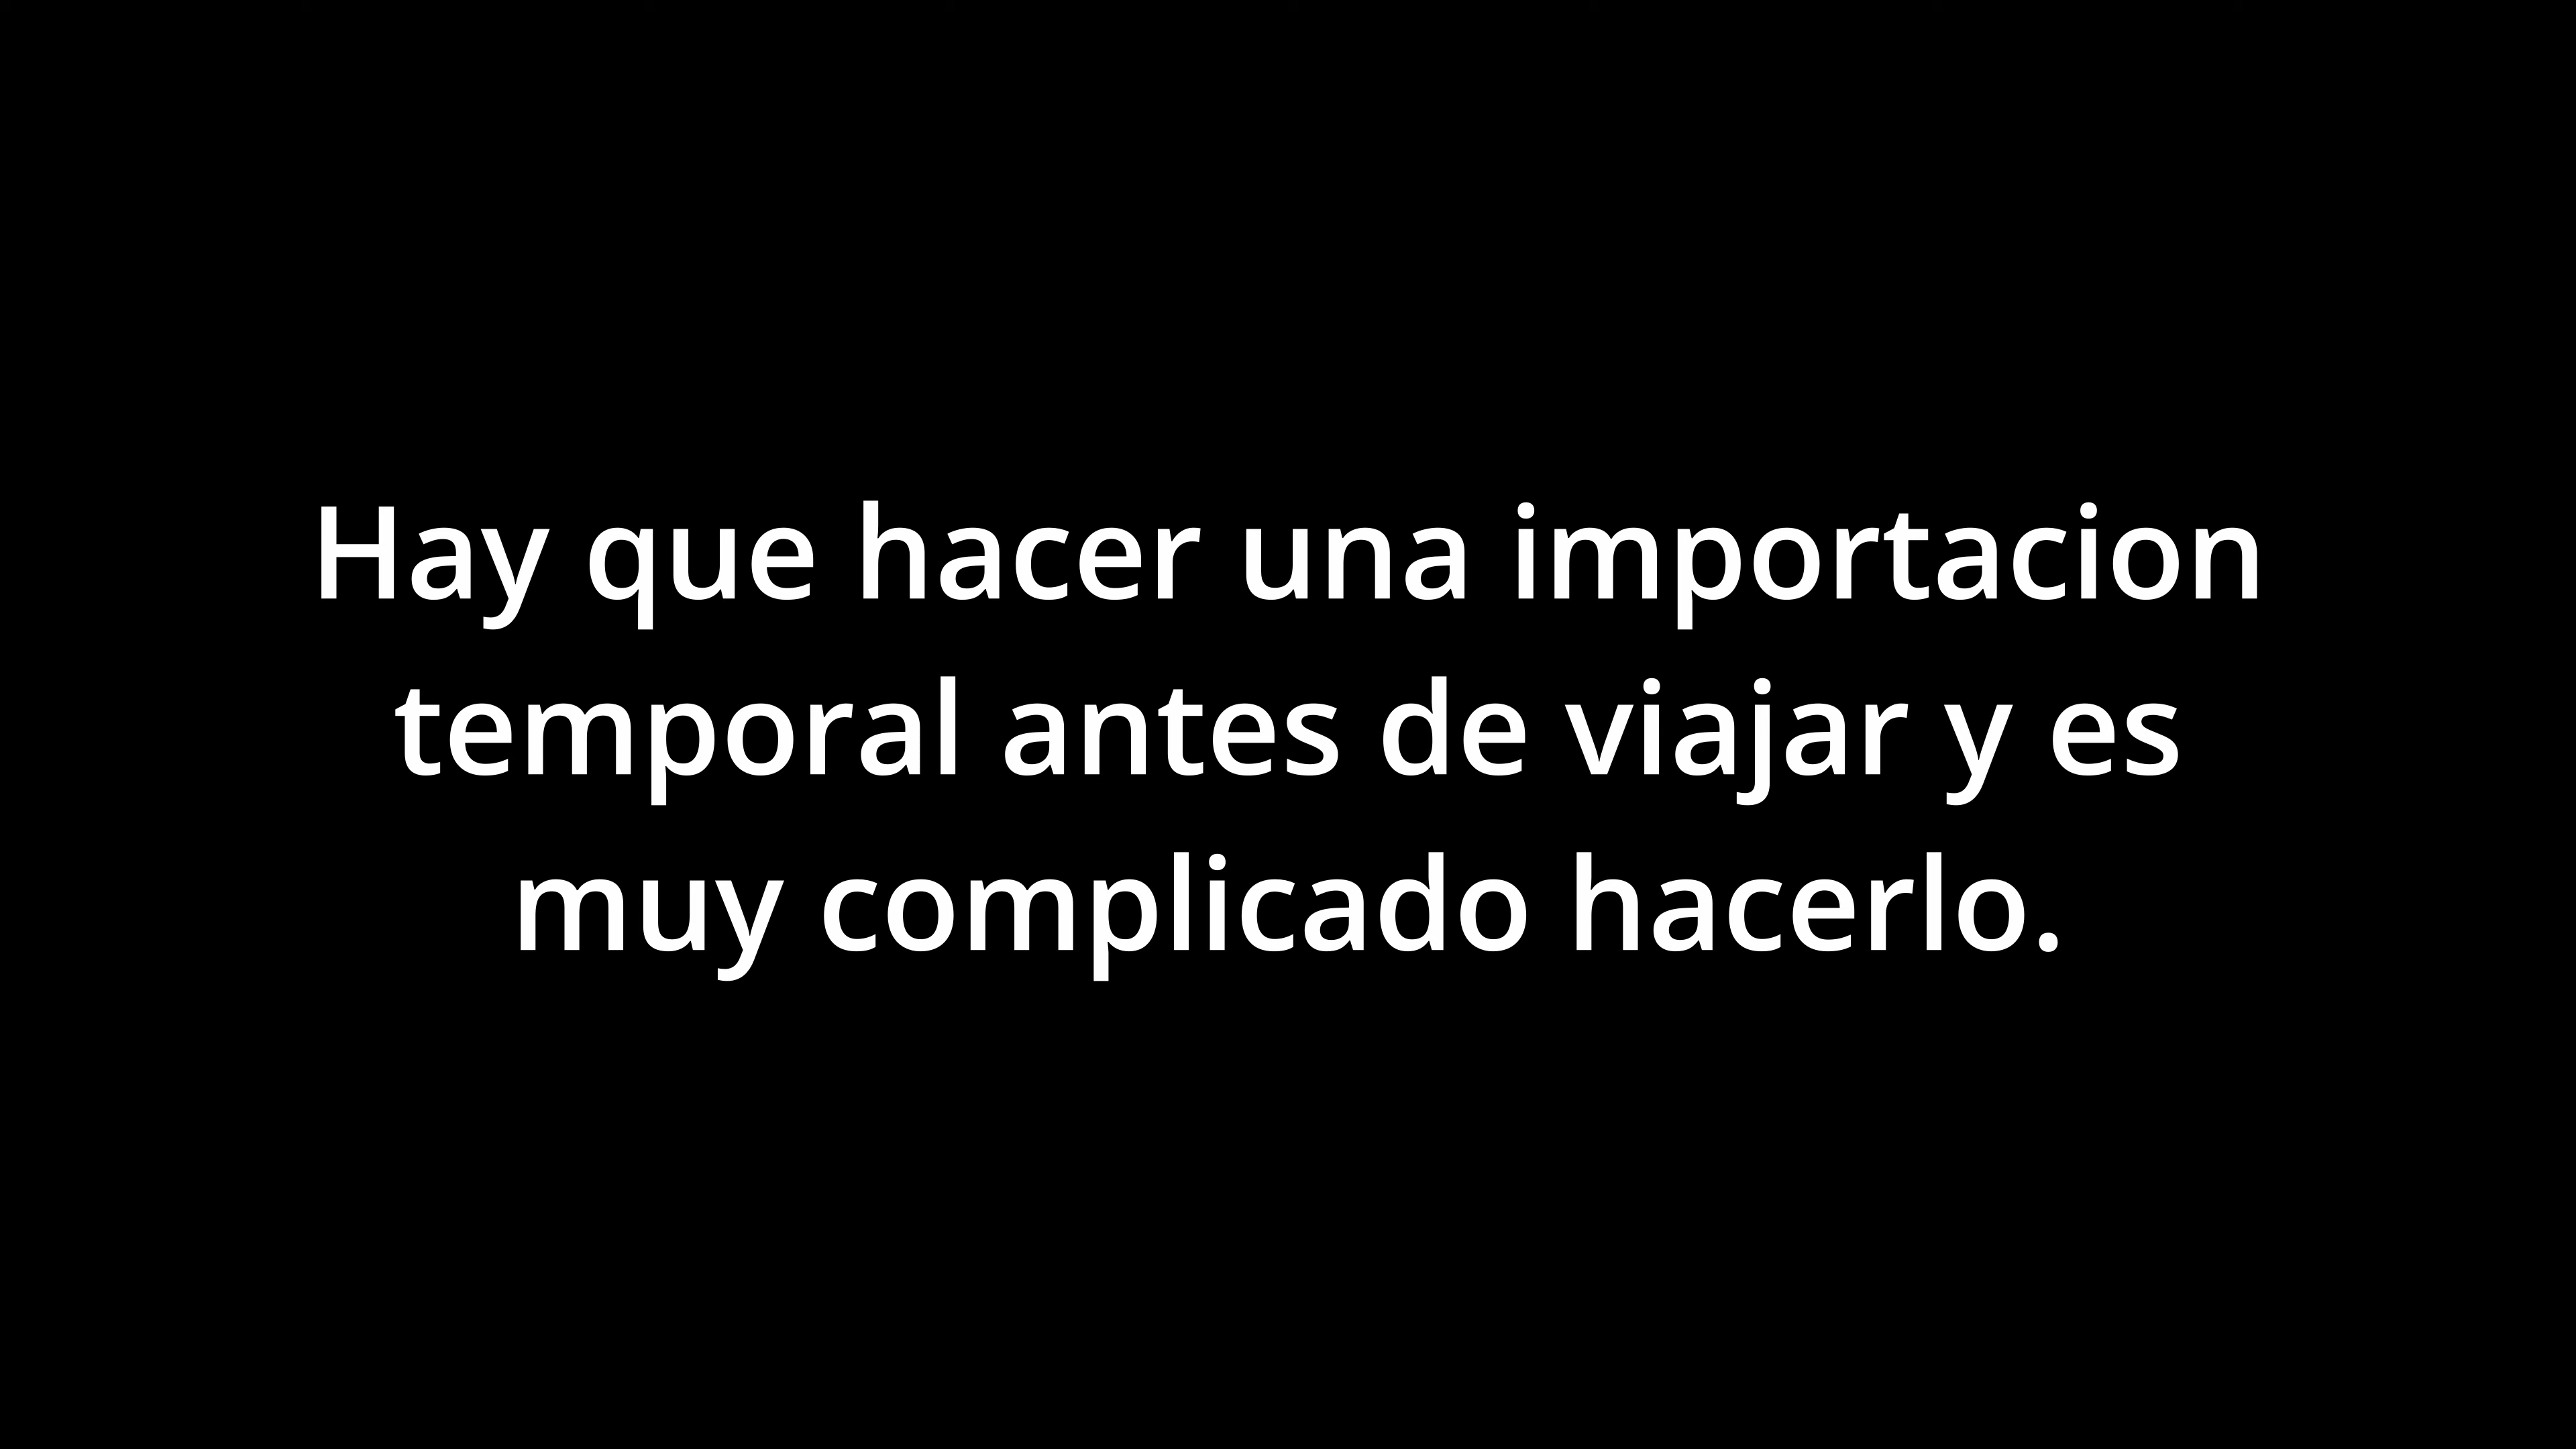 Hay que hacer una importacion
temporal antes de viajar y es
muy complicado hacerlo.